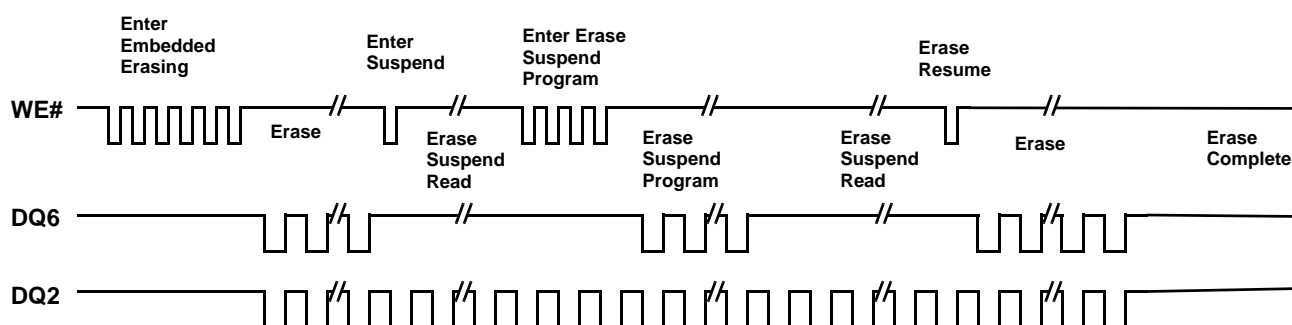 Enter
Embedded
Erasing
Enter
Suspend
Enter Erase
Suspend
Program
Erase
Resume
WE#
Erase
Erase
Suspend
Read
Erase
Suspend
Program
Erase
Suspend
Read
Erase
Erase
Complete
DQ6
DQ2